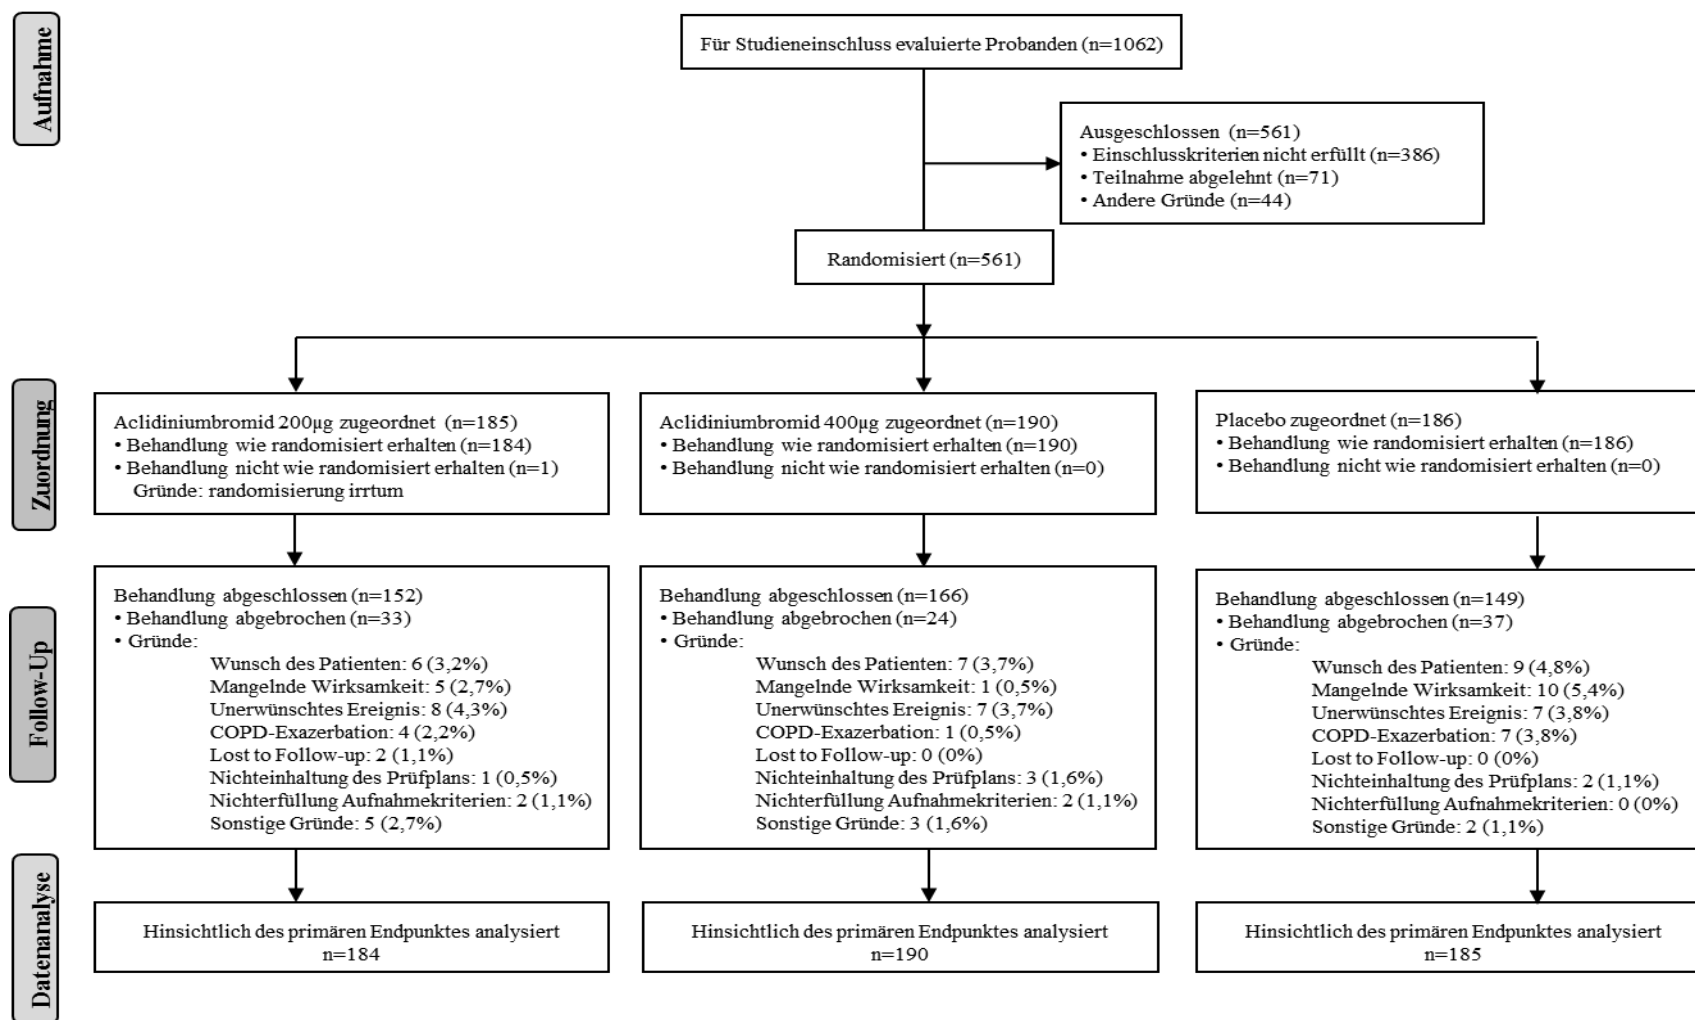 Aufnahme
Für Studieneinschluss evaluierte Probanden (n=1062)
Ausgeschlossen (n=561)
• Einschlusskriterien nicht erfüllt (n=386)
• Teilnahme abgelehnt (n=71)
• Andere Gründe (n=44)
Randomisiert (n=561)
Zuordnung
Aclidiniumbromid 200µg zugeordnet (n=185)
• Behandlung wie randomisiert erhalten (n=184)
• Behandlung nicht wie randomisiert erhalten (n=1)
Gründe: randomisierung irrtum
Aclidiniumbromid 400µg zugeordnet (n=190)
• Behandlung wie randomisiert erhalten (n=190)
• Behandlung nicht wie randomisiert erhalten (n=0)
Placebo zugeordnet (n=186)
• Behandlung wie randomisiert erhalten (n=186)
• Behandlung nicht wie randomisiert erhalten (n=0)
Follow-Up
Behandlung abgeschlossen (n=152)
• Behandlung abgebrochen (n=33)
• Gründe:
Wunsch des Patienten: 6 (3,2%)
Mangelnde Wirksamkeit: 5 (2,7%)
Unerwünschtes Ereignis: 8 (4,3%)
COPD-Exazerbation: 4 (2,2%)
Lost to Follow-up: 2 (1,1%)
Nichteinhaltung des Prüfplans: 1 (0,5%)
Nichterfüllung Aufnahmekriterien: 2 (1,1%)
Sonstige Gründe: 5 (2,7%)
Behandlung abgeschlossen (n=166)
• Behandlung abgebrochen (n=24)
• Gründe:
Wunsch des Patienten: 7 (3,7%)
Mangelnde Wirksamkeit: 1 (0,5%)
Unerwünschtes Ereignis: 7 (3,7%)
COPD-Exazerbation: 1 (0,5%)
Lost to Follow-up: 0 (0%)
Nichteinhaltung des Prüfplans: 3 (1,6%)
Nichterfüllung Aufnahmekriterien: 2 (1,1%)
Sonstige Gründe: 3 (1,6%)
Behandlung abgeschlossen (n=149)
• Behandlung abgebrochen (n=37)
• Gründe:
Wunsch des Patienten: 9 (4,8%)
Mangelnde Wirksamkeit: 10 (5,4%)
Unerwünschtes Ereignis: 7 (3,8%)
COPD-Exazerbation: 7 (3,8%)
Lost to Follow-up: 0 (0%)
Nichteinhaltung des Prüfplans: 2 (1,1%)
Nichterfüllung Aufnahmekriterien: 0 (0%)
Sonstige Gründe: 2 (1,1%)
Datenanalyse
Hinsichtlich des primären Endpunktes analysiert
n=184
Hinsichtlich des primären Endpunktes analysiert
n=190
Hinsichtlich des primären Endpunktes analysiert
n=185